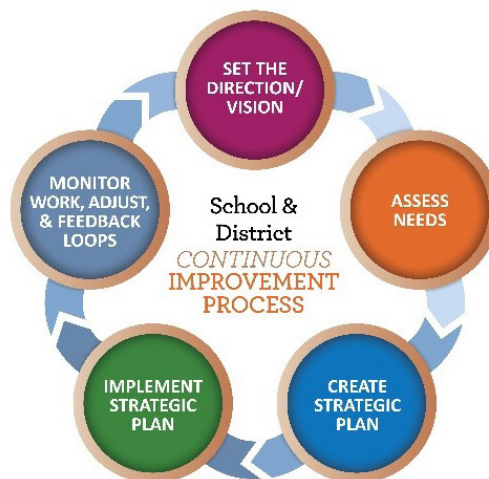 SET THE
DIRECTION/
VISION
ASSESS
NEEDS
CREATE
STRATEGIC
PLAN
IMPLEMENT
STRATEGIC
PLAN
MONITOR
WORK, ADJUST,
& FEEDBACK
LOOPS
School &
District
CONTINUOUS
IMPROVEMENT
PROCESS